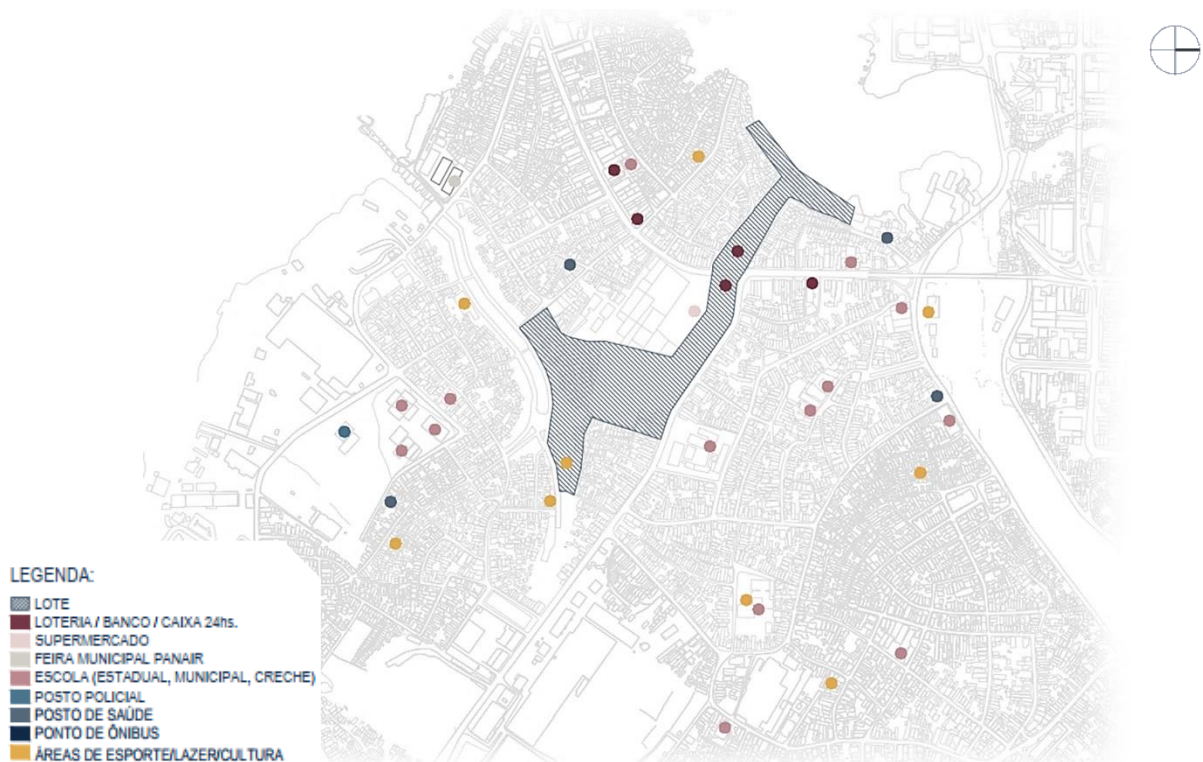 LEGENDA:
LOTE
LOTERIA / BANCO / CAIXA 24hs.
SUPERMERCADO
FEIRA MUNICIPAL PANAIR
ESCOLA (ESTADUAL, MUNICIPAL, CRECHE)
POSTO POLICIAL
POSTO DE SAÚDE
PONTO DE ÔNIBUS
ÁREAS DE ESPORTE/LAZER/CULTURA